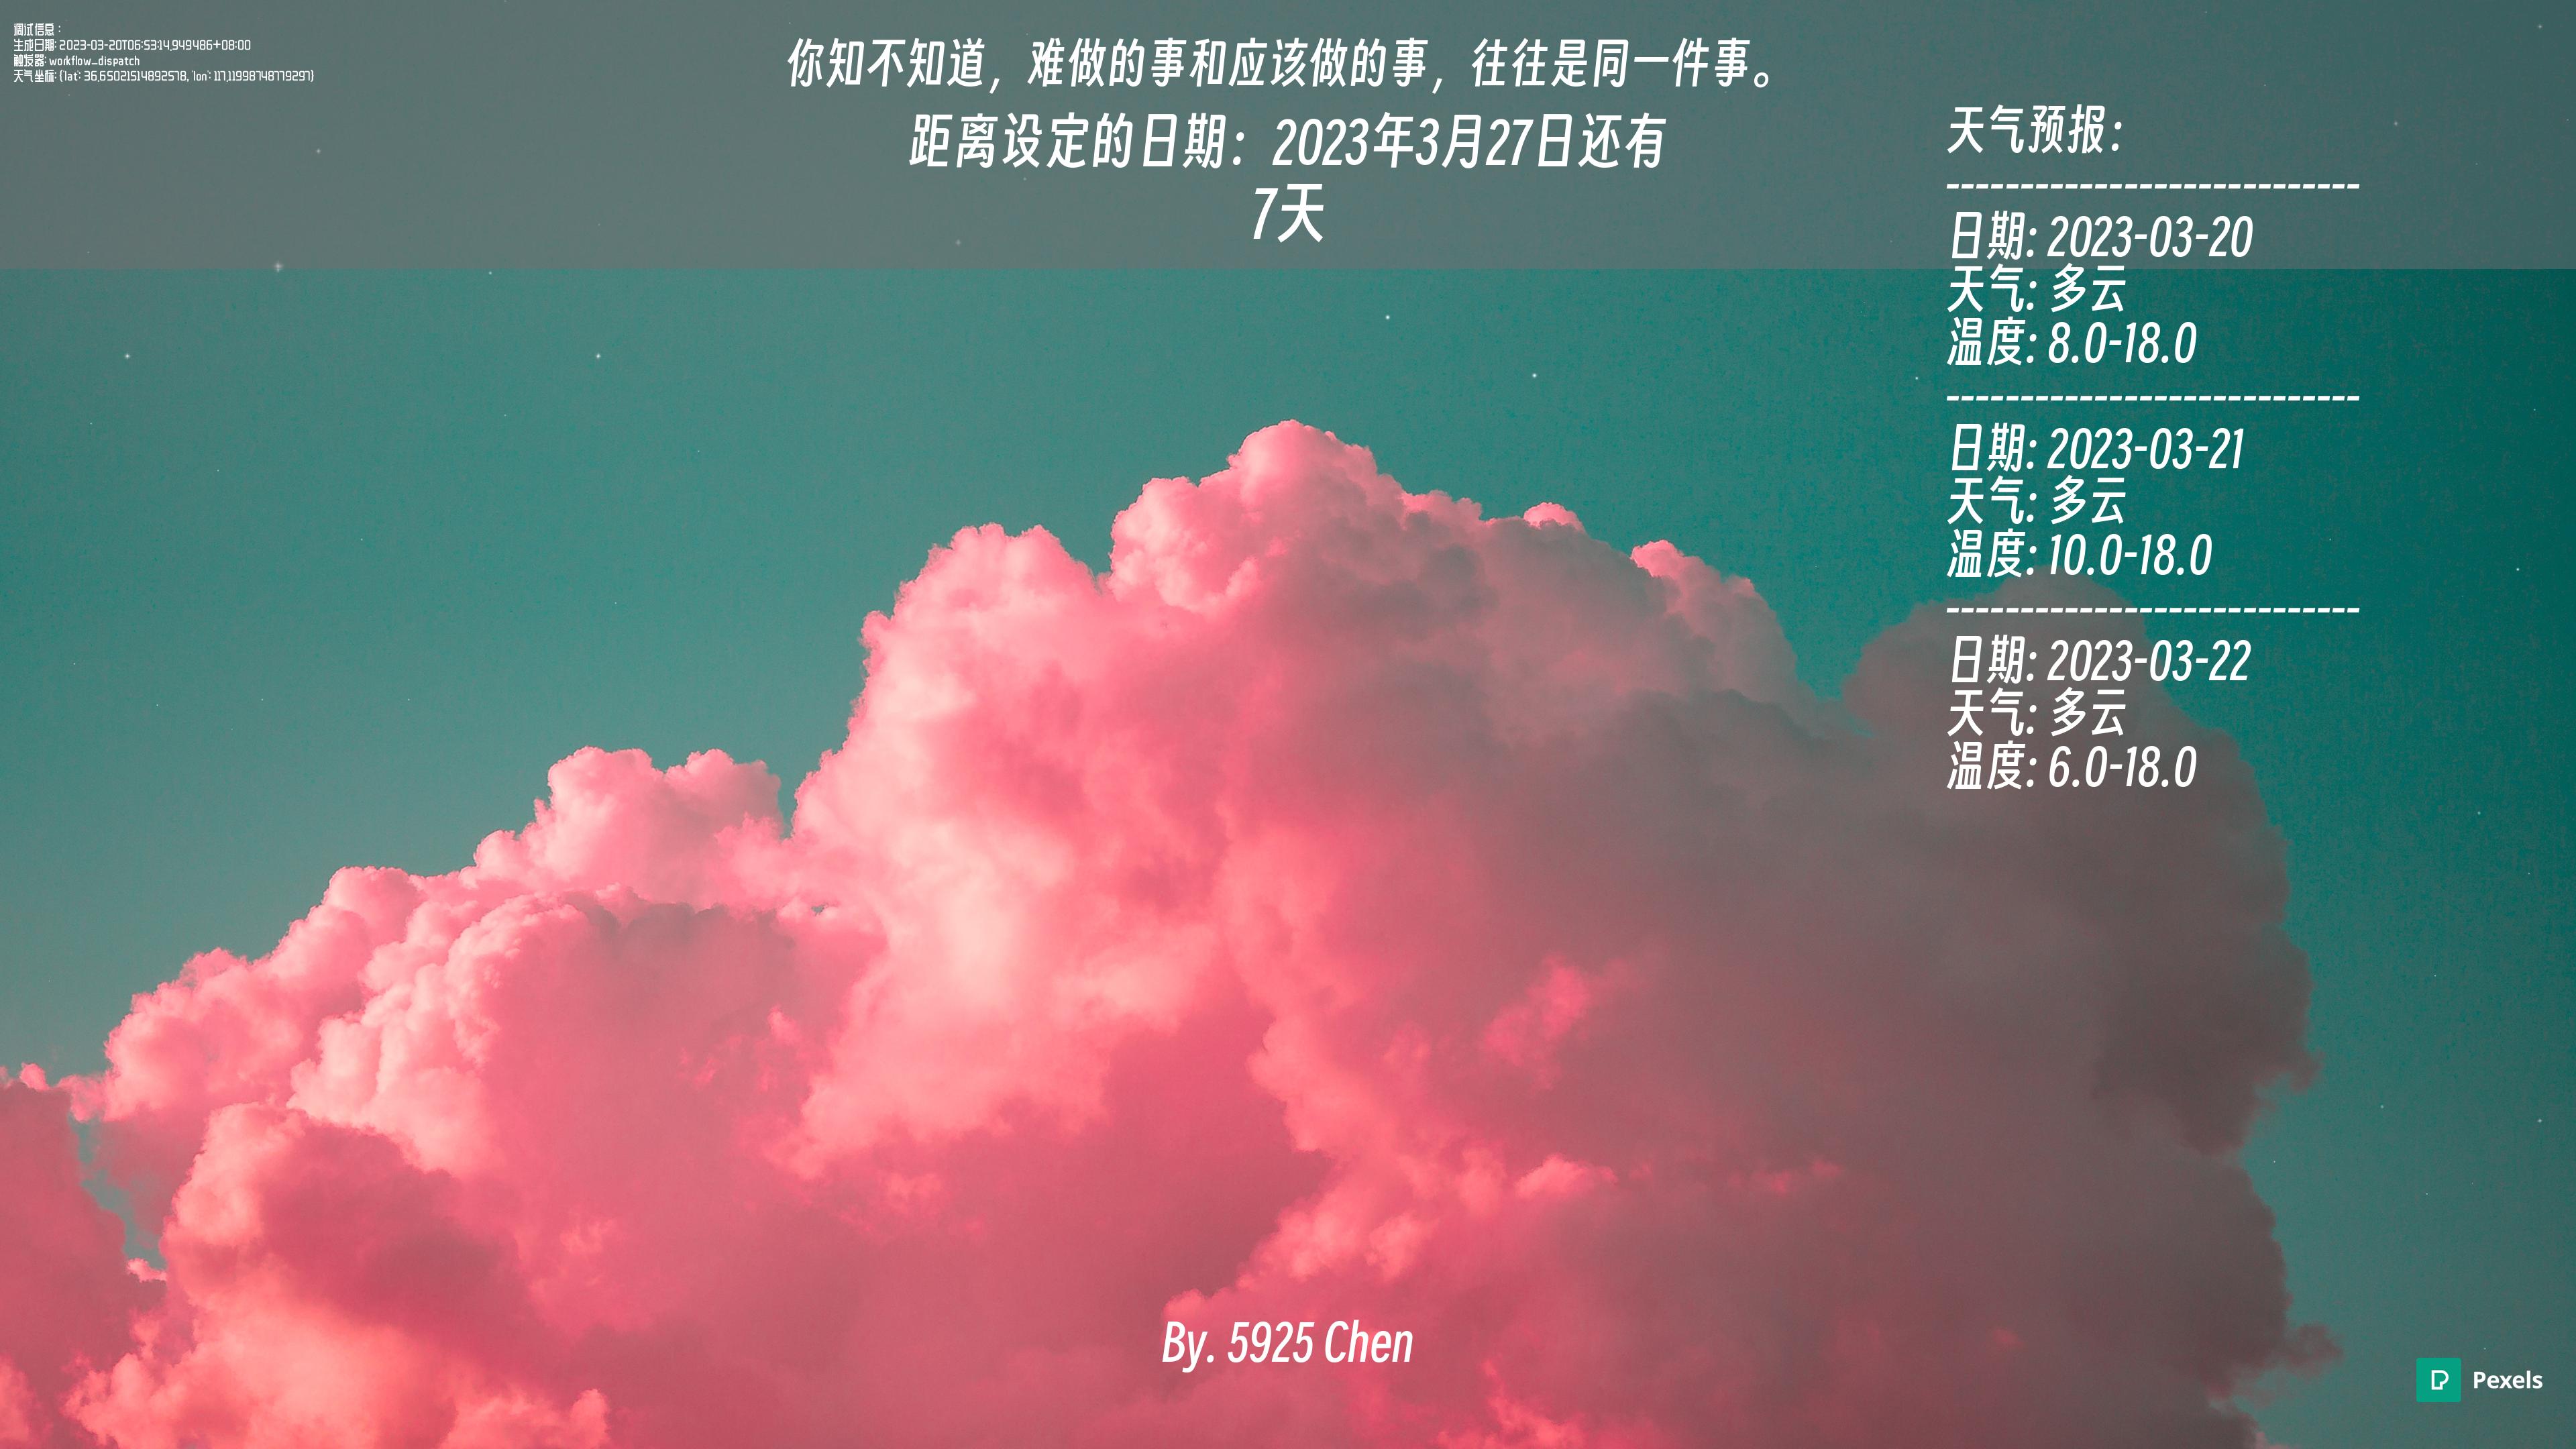 调试信息：
生成日期: 2023-03-20T06:53:14.949486+08:00
触发器: workflow_dispatch
天气坐标: {'lat': 36.65021514892578, 'lon': 117.11998748779297}
你知不知道，难做的事和应该做的事，往往是同一件事。
距离设定的日期：2023年3月27日还有
7天
天气预报：
----------------------------
日期: 2023-03-20
天气: 多云
温度: 8.0-18.0
----------------------------
日期: 2023-03-21
天气: 多云
温度: 10.0-18.0
----------------------------
日期: 2023-03-22
天气: 多云
温度: 6.0-18.0
By. 5925 Chen
Pexels